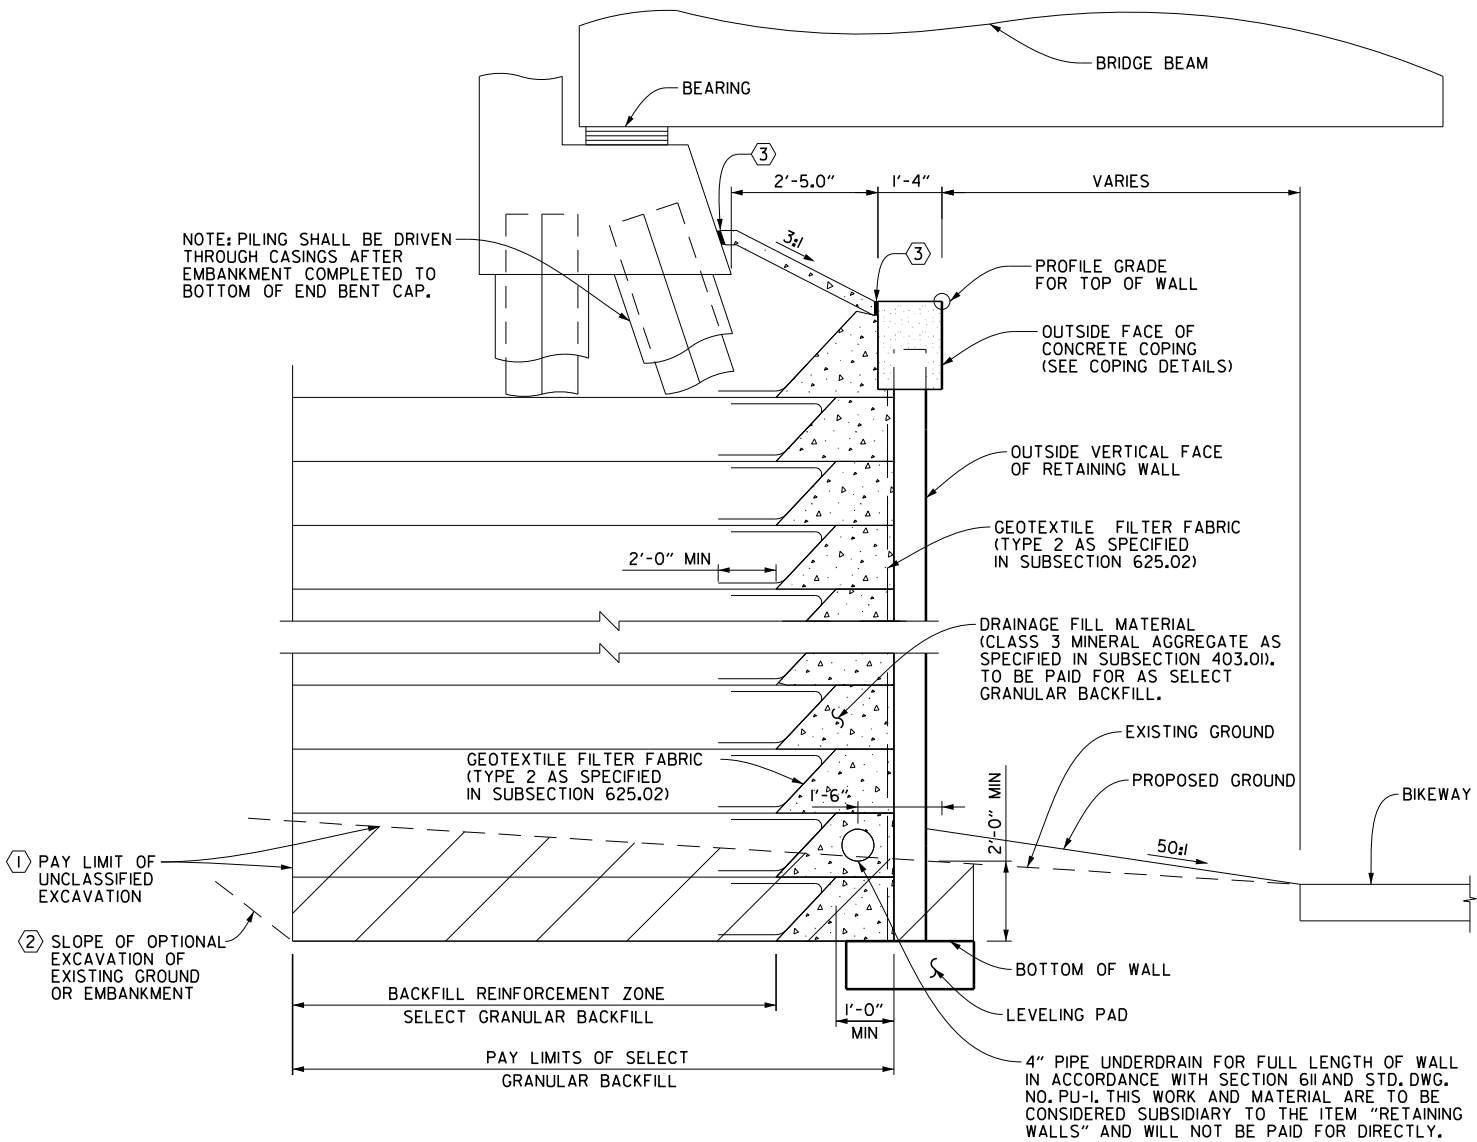 BRIDGE BEAM
BEARING
3
2'-5.0"
1'-4"
VARIES
NOTE: PILING SHALL BE DRIVEN
THROUGH CASINGS AFTER
EMBANKMENT COMPLETED TO
BOTTOM OF END BENT CAP.
3:1
3
PROFILE GRADE
FOR TOP OF WALL
OUTSIDE FACE OF
CONCRETE COPING
(SEE COPING DETAILS)
OUTSIDE VERTICAL FACE
OF RETAINING WALL
GEOTEXTILE FILTER FABRIC
(TYPE 2 AS SPECIFIED
IN SUBSECTION 625.02)
2'-0" MIN
DRAINAGE FILL MATERIAL
(CLASS 3 MINERAL AGGREGATE AS
SPECIFIED IN SUBSECTION 403.01).
TO BE PAID FOR AS SELECT
GRANULAR BACKFILL.
EXISTING GROUND
GEOTEXTILE FILTER FABRIC
(TYPE 2 AS SPECIFIED
IN SUBSECTION 625.02)
1'-6"
2'-0" MIN
PROPOSED GROUND
BIKEWAY
50:1
1 PAY LIMIT OF
UNCLASSIFIED
EXCAVATION
2 SLOPE OF OPTIONAL
EXCAVATION OF
EXISTING GROUND
OR EMBANKMENT
BOTTOM OF WALL
BACKFILL REINFORCEMENT ZONE
SELECT GRANULAR BACKFILL
1'-0"
MIN
LEVELING PAD
PAY LIMITS OF SELECT
GRANULAR BACKFILL
4" PIPE UNDERDRAIN FOR FULL LENGTH OF WALL
IN ACCORDANCE WITH SECTION 611 AND STD. DWG.
NO. PU-1. THIS WORK AND MATERIAL ARE TO BE
CONSIDERED SUBSIDIARY TO THE ITEM "RETAINING
WALLS" AND WILL NOT BE PAID FOR DIRECTLY.